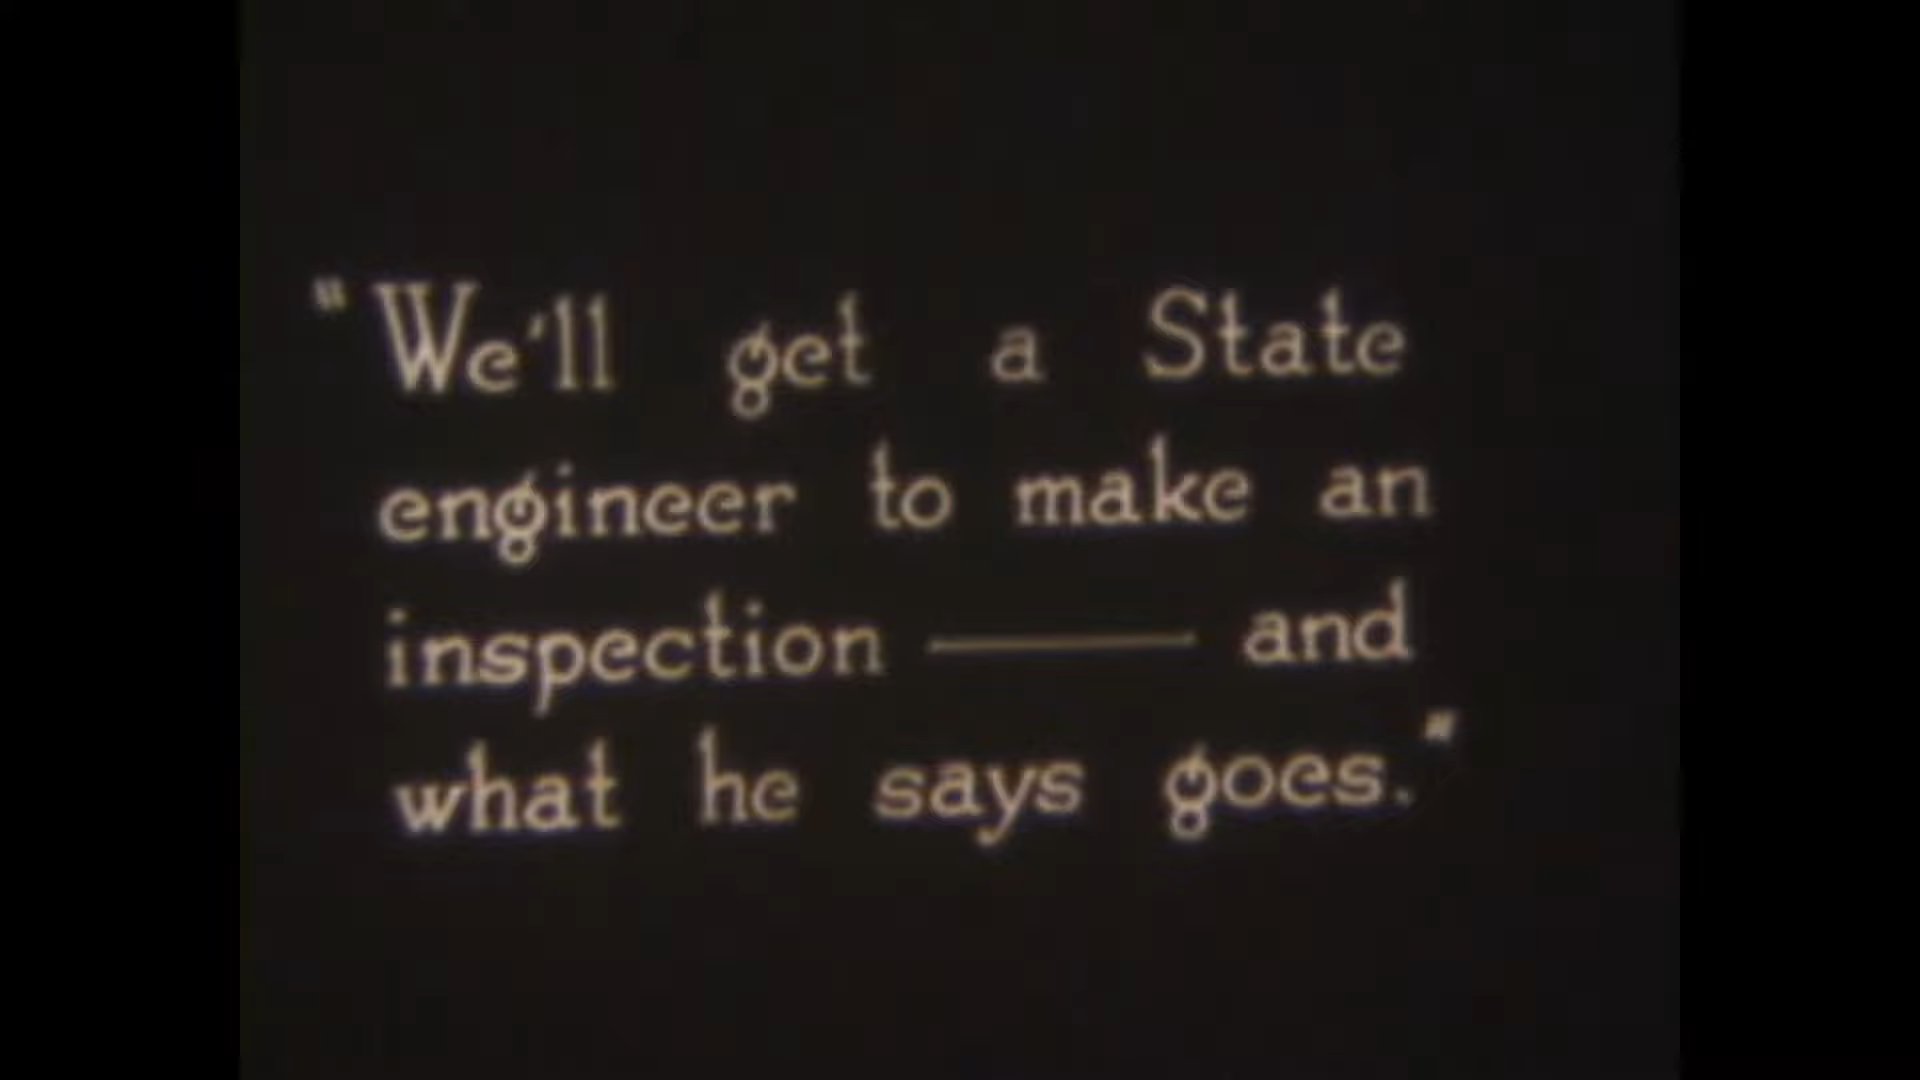 "We'll get a State
engineer to make an
inspection —— and
what he says goes."